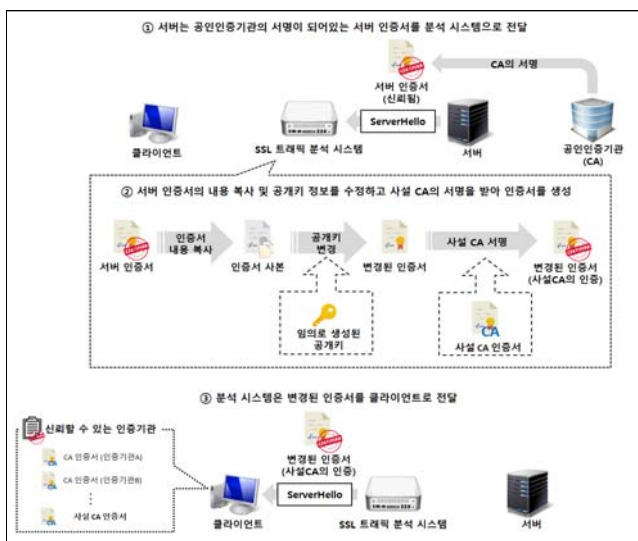 ① 서버는 공인인증기관의 서명이 되어있는 서버 인증서를 분석 시스템으로 전달
CA의 서명
서버 인증서
(신뢰됨)
ServerHello
클라이언트
SSL 트래픽 분석 시스템
서버
공인인증기관
(CA)
② 서버 인증서의 내용 복사 및 공개키 정보를 수정하고 사설 CA의 서명을 받아 인증서를 생성
인증서
내용 복사
공개키
변경
사설 CA 서명
서버 인증서
인증서 사본
변경된 인증서
변경된 인증서
(사설CA의 인증)
임의로 생성된
공개키
CA
사설 CA 인증서
③ 분석 시스템은 변경된 인증서를 클라이언트로 전달
신뢰할 수 있는 인증기관
CA 인증서 (인증기관A)
CA 인증서 (인증기관B)
사설 CA 인증서
변경된 인증서
(사설CA의 인증)
ServerHello
클라이언트
SSL 트래픽 분석 시스템
서버